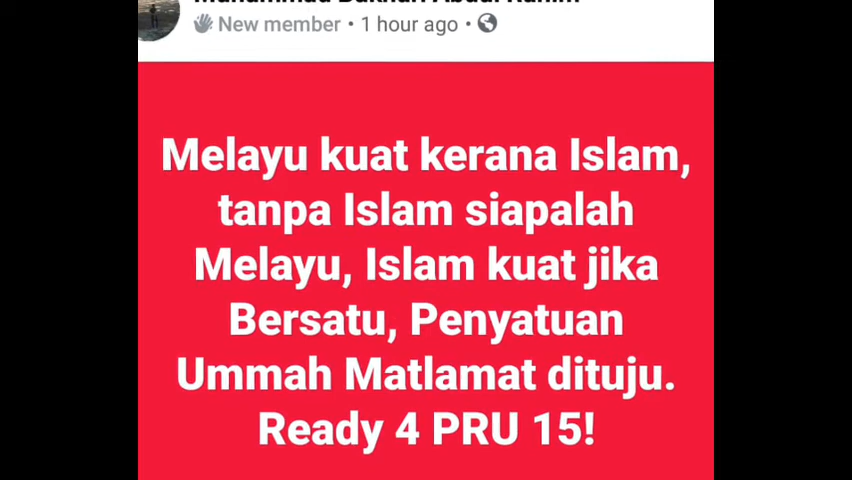 New member • 1 hour ago •
Melayu kuat kerana Islam,
tanpa Islam siapalah
Melayu, Islam kuat jika
Bersatu, Penyatuan
Ummah Matlamat dituju.
Ready 4 PRU 15!